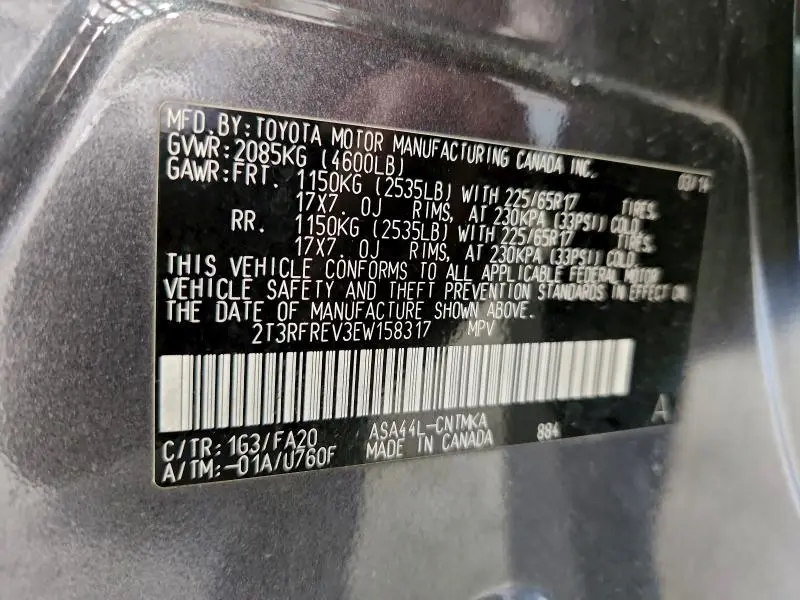 MFD. BY: TOYOTA MOTOR MANUFACTURING CANADA INC.
GVWR: 2085KG (4600LB) 03/14
GAWR: FRT. 1150KG (2535LB) WITH 225/65R17 TIRES,
17X7. 0J RIMS, AT 230KPA (33PSI) COLD
RR. 1150KG (2535LB) WITH 225/65R17 TIRES,
17X7. 0J RIMS, AT 230KPA (33PSI) COLD
THIS VEHICLE CONFORMS TO ALL APPLICABLE FEDERAL MOTOR
VEHICLE SAFETY AND THEFT PREVENTION STANDARDS IN EFFECT ON
THE DATE OF MANUFACTURE SHOWN ABOVE.
2T3RFREV3EW158317 MPV
A
C/TR: 1G3/FA20 ASA44L-CNTMKA 884
A/TM: -01A/U760F MADE IN CANADA